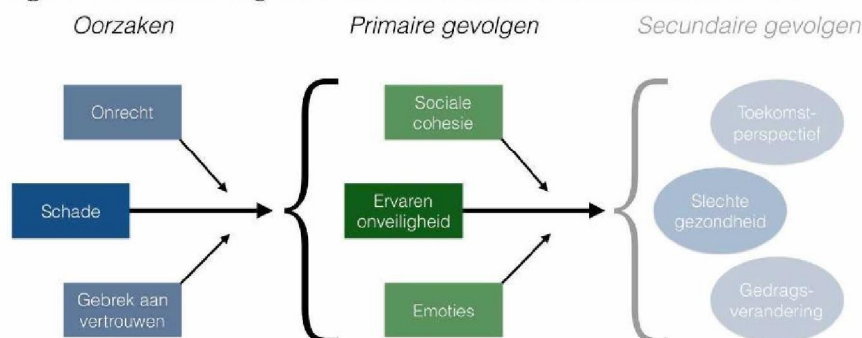 Oorzaken
Primaire gevolgen
Secundaire gevolgen
Onrecht
Schade
Gebrek aan
vertrouwen
Sociale
cohesie
Ervaren
onveiligheid
Emoties
Toekomst-
perspectief
Slechte
gezondheid
Gedrags-
verandering